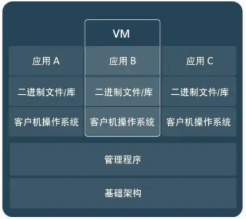 VM
应用 A 应用 B 应用 C
二进制文件/库 二进制文件/库 二进制文件/库
客户机操作系统 客户机操作系统 客户机操作系统
管理程序
基础架构